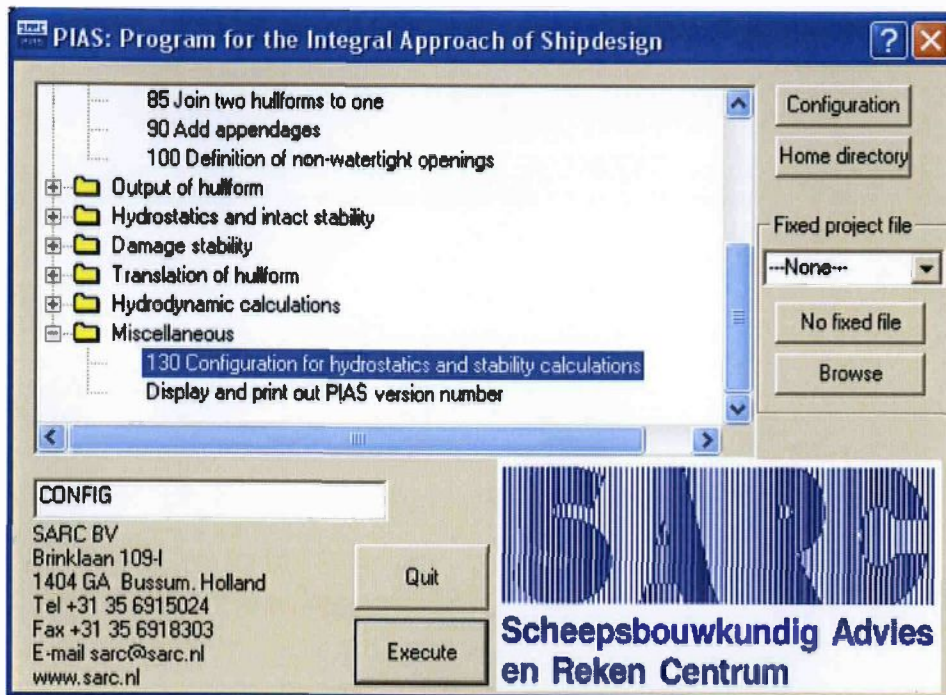 PIAS: Program for the Integral Approach of Shipdesign
85 Join two hullforms to one
90 Add appendages
100 Definition of non-watertight openings
Output of hullform
Hydrostatics and intact stability
Damage stability
Translation of hullform
Hydrodynamic calculations
Miscellaneous
130 Configuration for hydrostatics and stability calculations
Display and print out PIAS version number
Configuration
Home directory
Fixed project file
---None---
No fixed file
Browse
CONFIG
SARC BV
Brinklaan 109-I
1404 GA Bussum. Holland
Tel +31 35 6915024
Fax +31 35 6918303
E-mail sarc@sarc.nl
www.sarc.nl
Quit
Execute
SARC
Scheepsbouwkundig Advies
en Reken Centrum